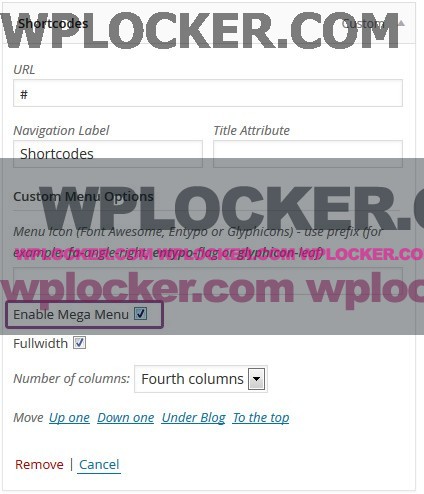 WPLOCKER.COM
Shortcodes Custom
URL
#
Navigation Label Title Attribute
Shortcodes
WPLOCKER.C
Custom Menu Options
Menu Icon (Font Awesome, Entypo or Glyphicons) - use prefix (for
example: fa-angle-right, entypo-flag or glyphicon-leaf)
WPLOCKER.COM WPLOCKER.COM WPLOCKER.COM
wplocker.com wplocker
Enable Mega Menu
Fullwidth
Number of columns: Fourth columns
Move Up one Down one Under Blog To the top
Remove | Cancel